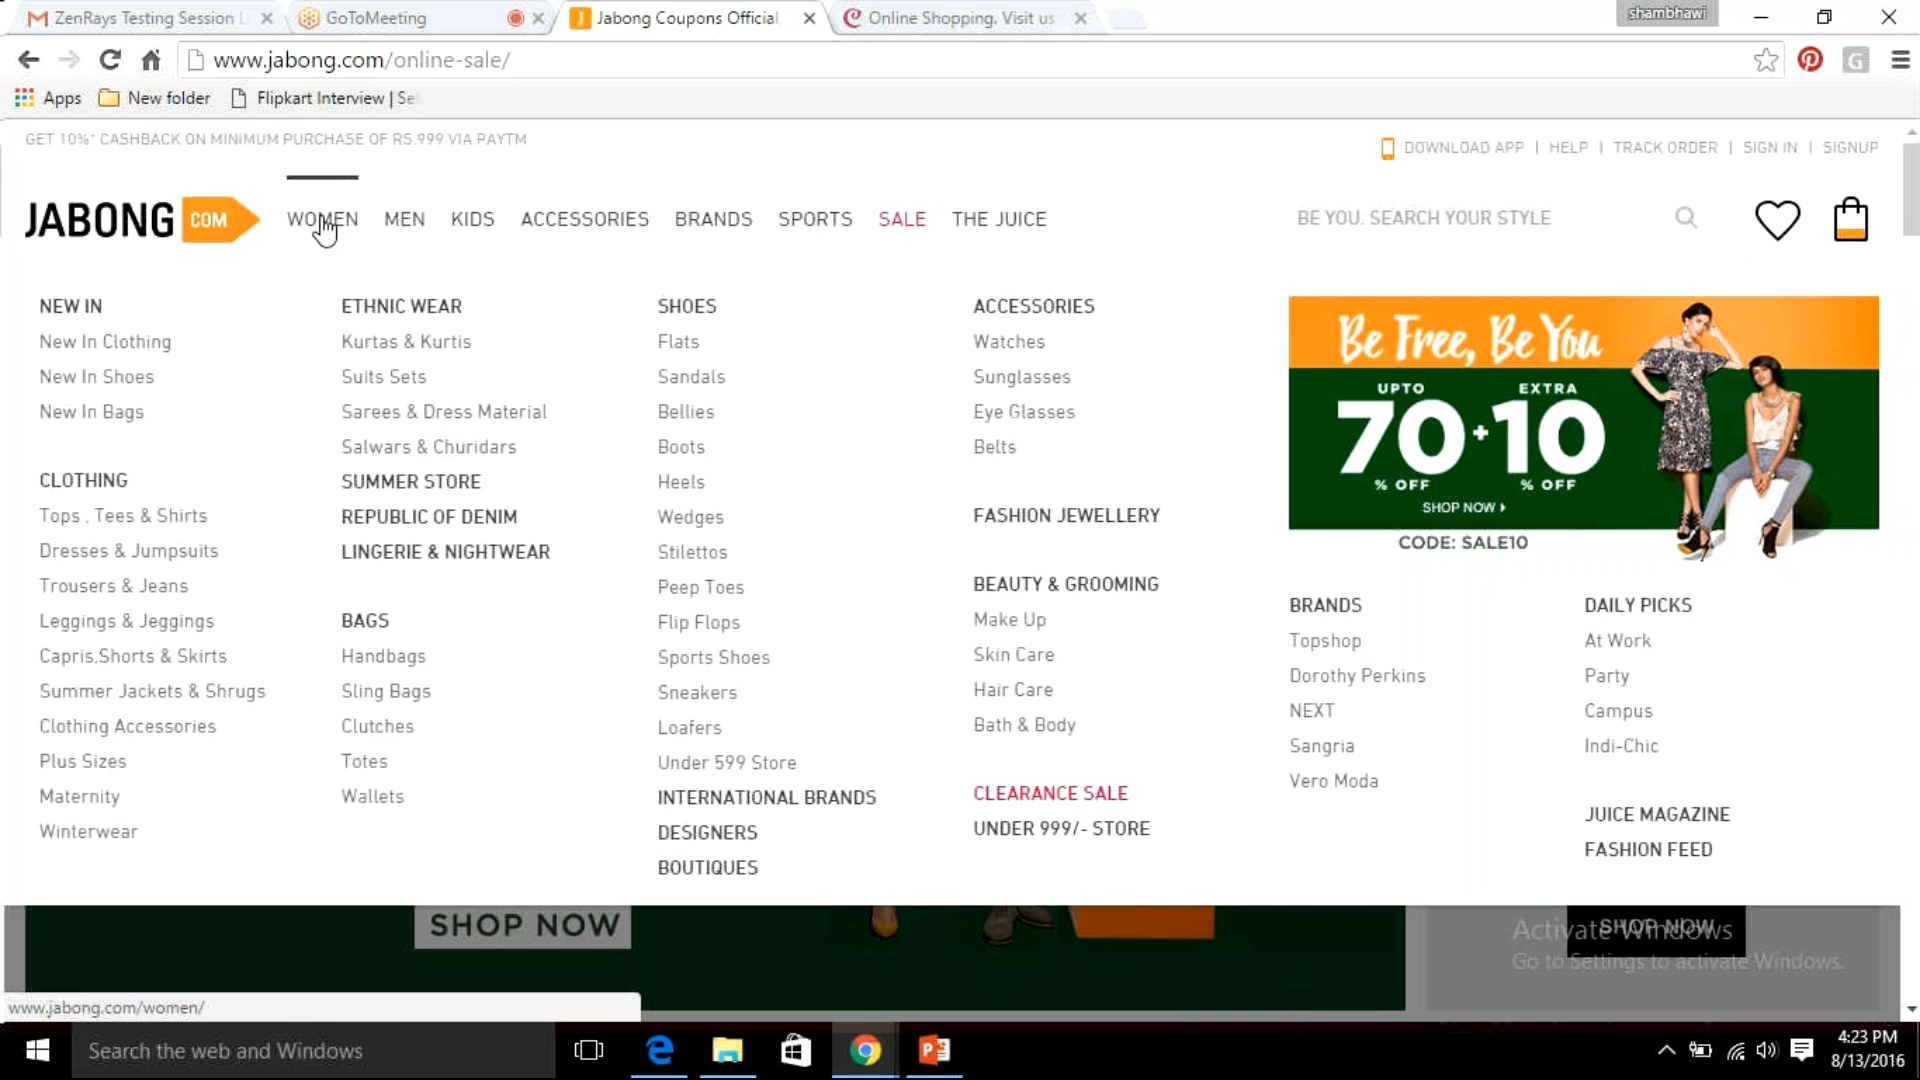 ZenRays Testing Session
GoToMeeting
Jabong Coupons Official
Online Shopping, Visit us
shambhawi
www.jabong.com/online-sale/
G
Apps
New folder
Flipkart Interview | Se
GET 10%* CASHBACK ON MINIMUM PURCHASE OF RS.999 VIA PAYTM
DOWNLOAD APP | HELP | TRACK ORDER | SIGN IN | SIGNUP
JABONG COM
WOMEN MEN KIDS ACCESSORIES BRANDS SPORTS SALE THE JUICE
BE YOU. SEARCH YOUR STYLE
NEW IN
New In Clothing
New In Shoes
New In Bags
CLOTHING
Tops , Tees & Shirts
Dresses & Jumpsuits
Trousers & Jeans
Leggings & Jeggings
Capris,Shorts & Skirts
Summer Jackets & Shrugs
Clothing Accessories
Plus Sizes
Maternity
Winterwear
ETHNIC WEAR
Kurtas & Kurtis
Suits Sets
Sarees & Dress Material
Salwars & Churidars
SUMMER STORE
REPUBLIC OF DENIM
LINGERIE & NIGHTWEAR
BAGS
Handbags
Sling Bags
Clutches
Totes
Wallets
SHOES
Flats
Sandals
Bellies
Boots
Heels
Wedges
Stilettos
Peep Toes
Flip Flops
Sports Shoes
Sneakers
Loafers
Under 599 Store
INTERNATIONAL BRANDS
DESIGNERS
BOUTIQUES
ACCESSORIES
Watches
Sunglasses
Eye Glasses
Belts
FASHION JEWELLERY
BEAUTY & GROOMING
Make Up
Skin Care
Hair Care
Bath & Body
CLEARANCE SALE
UNDER 999/- STORE
Be Free, Be You
UPTO EXTRA
70+10
% OFF % OFF
SHOP NOW
CODE: SALE10
BRANDS
Topshop
Dorothy Perkins
NEXT
Sangria
Vero Moda
DAILY PICKS
At Work
Party
Campus
Indi-Chic
JUICE MAGAZINE
FASHION FEED
SHOP NOW
SHOP NOW
Activate Windows
Go to Settings to activate Windows.
www.jabong.com/women/
Search the web and Windows
4:23 PM
8/13/2016